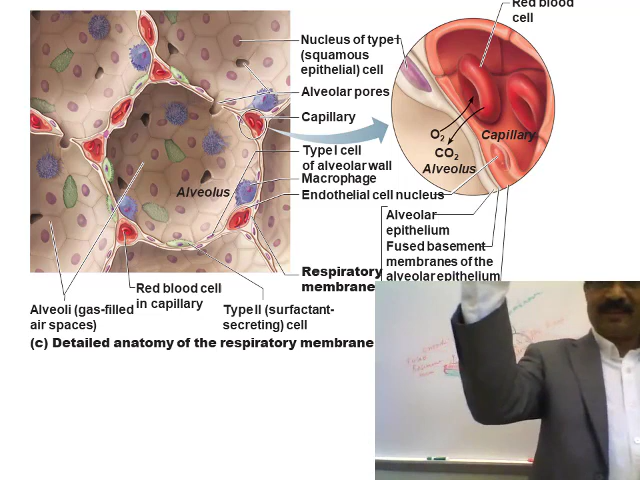 Red blood
cell
Nucleus of type I
(squamous
epithelial) cell
Alveolar pores
Capillary
O2
Capillary
CO2
Type I cell
of alveolar wall
Alveolus
Macrophage
Alveolus
Endothelial cell nucleus
Alveolar
epithelium
Fused basement
membranes of the
alveolar epithelium
Respiratory
membrane
Red blood cell
in capillary
Alveoli (gas-filled
air spaces)
Type II (surfactant-
secreting) cell
(c) Detailed anatomy of the respiratory membrane